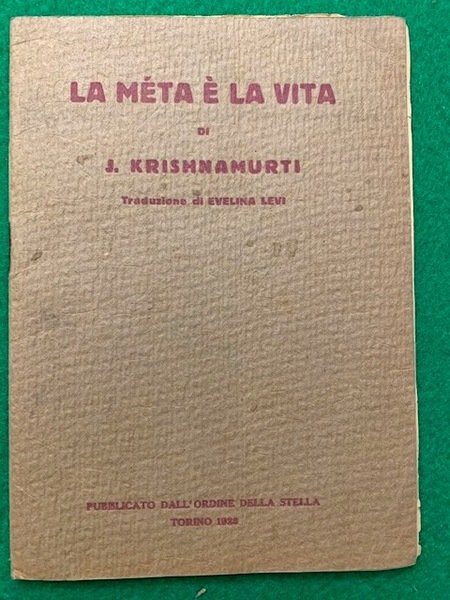 LA MÉTA È LA VITA
DI
J. KRISHNAMURTI
Traduzione di EVELINA LEVI
PUBBLICATO DALL'ORDINE DELLA STELLA
TORINO 1928